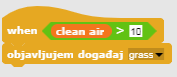 when clean air > 10
objavljujem događaj grass